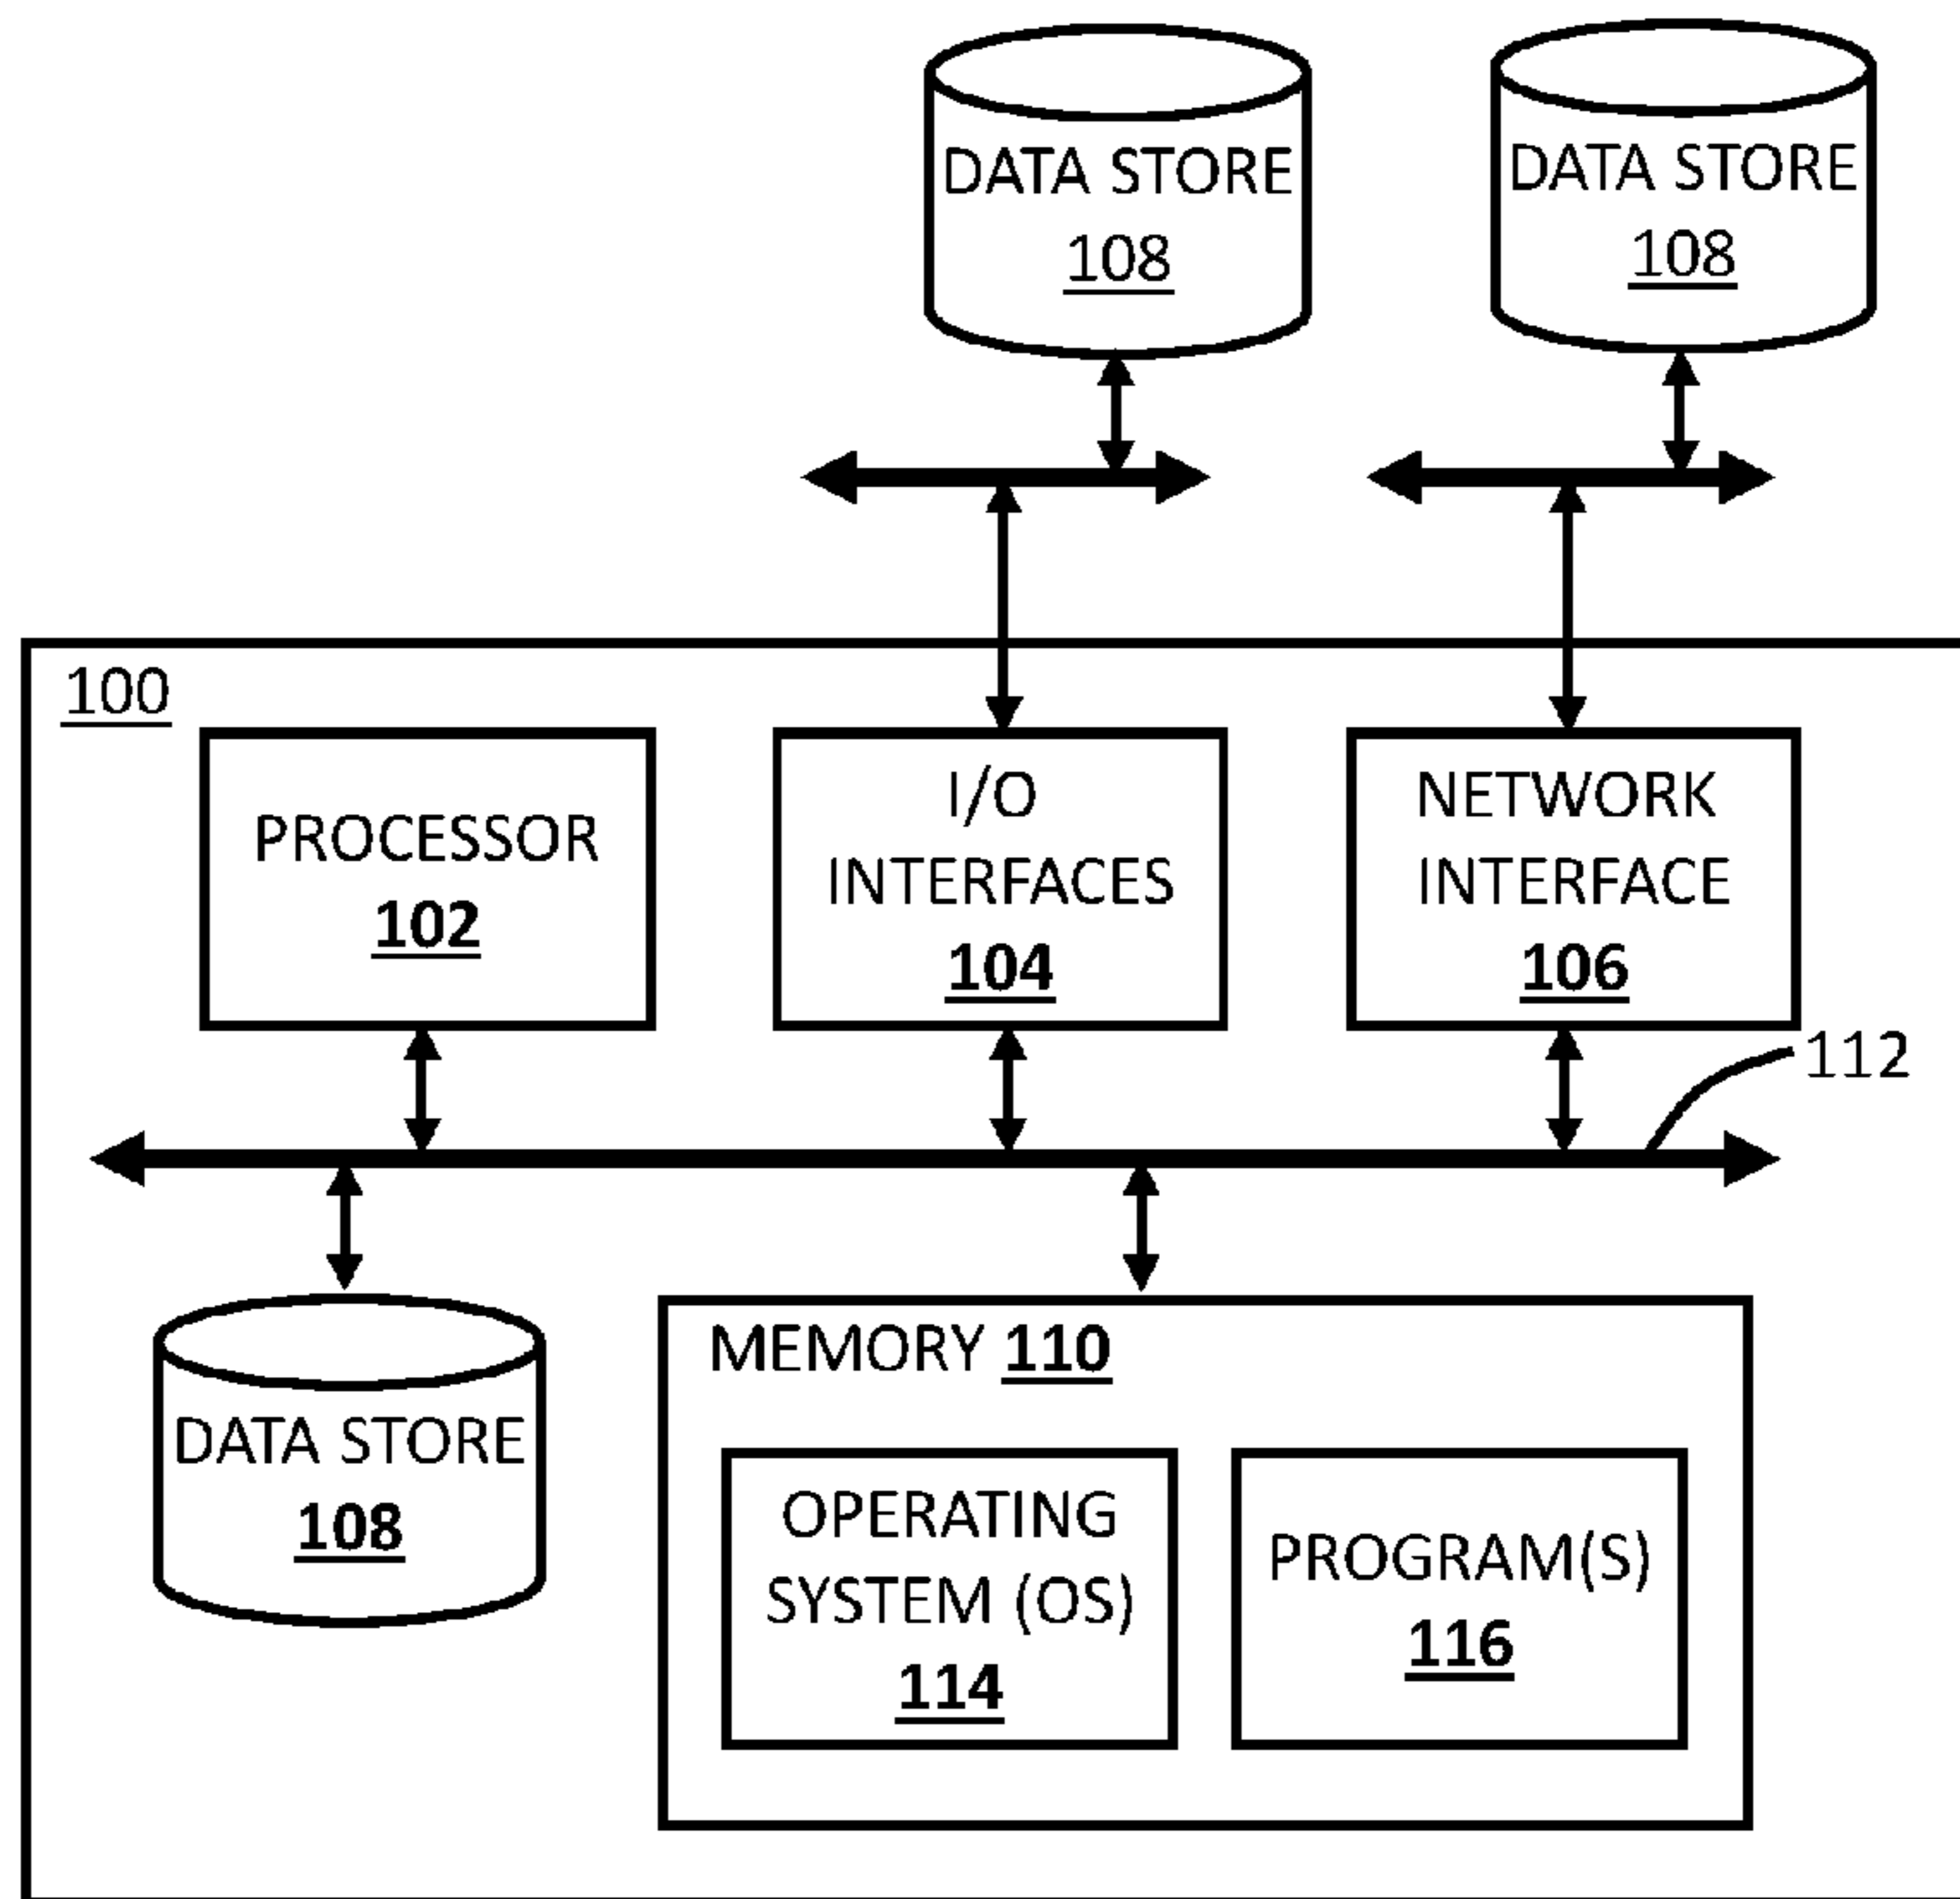 DATA STORE
108
DATA STORE
108
100
PROCESSOR
102
I/O
INTERFACES
104
NETWORK
INTERFACE
106
112
DATA STORE
108
MEMORY 110
OPERATING
SYSTEM (OS)
114
PROGRAM(S)
116